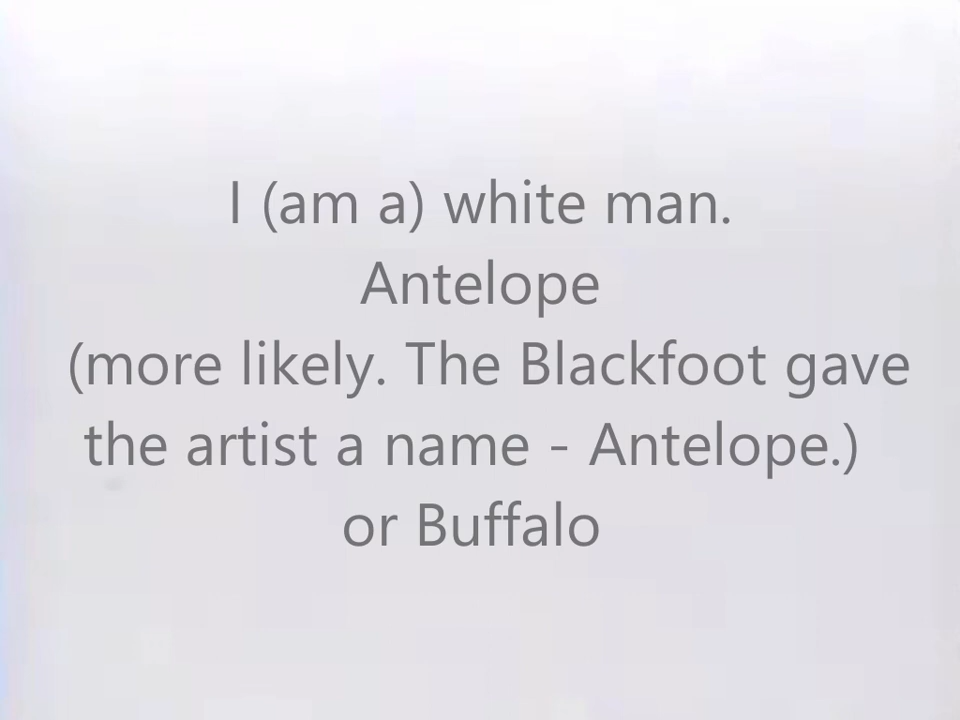 I (am a) white man.
Antelope
(more likely. The Blackfoot gave
the artist a name - Antelope.)
or Buffalo